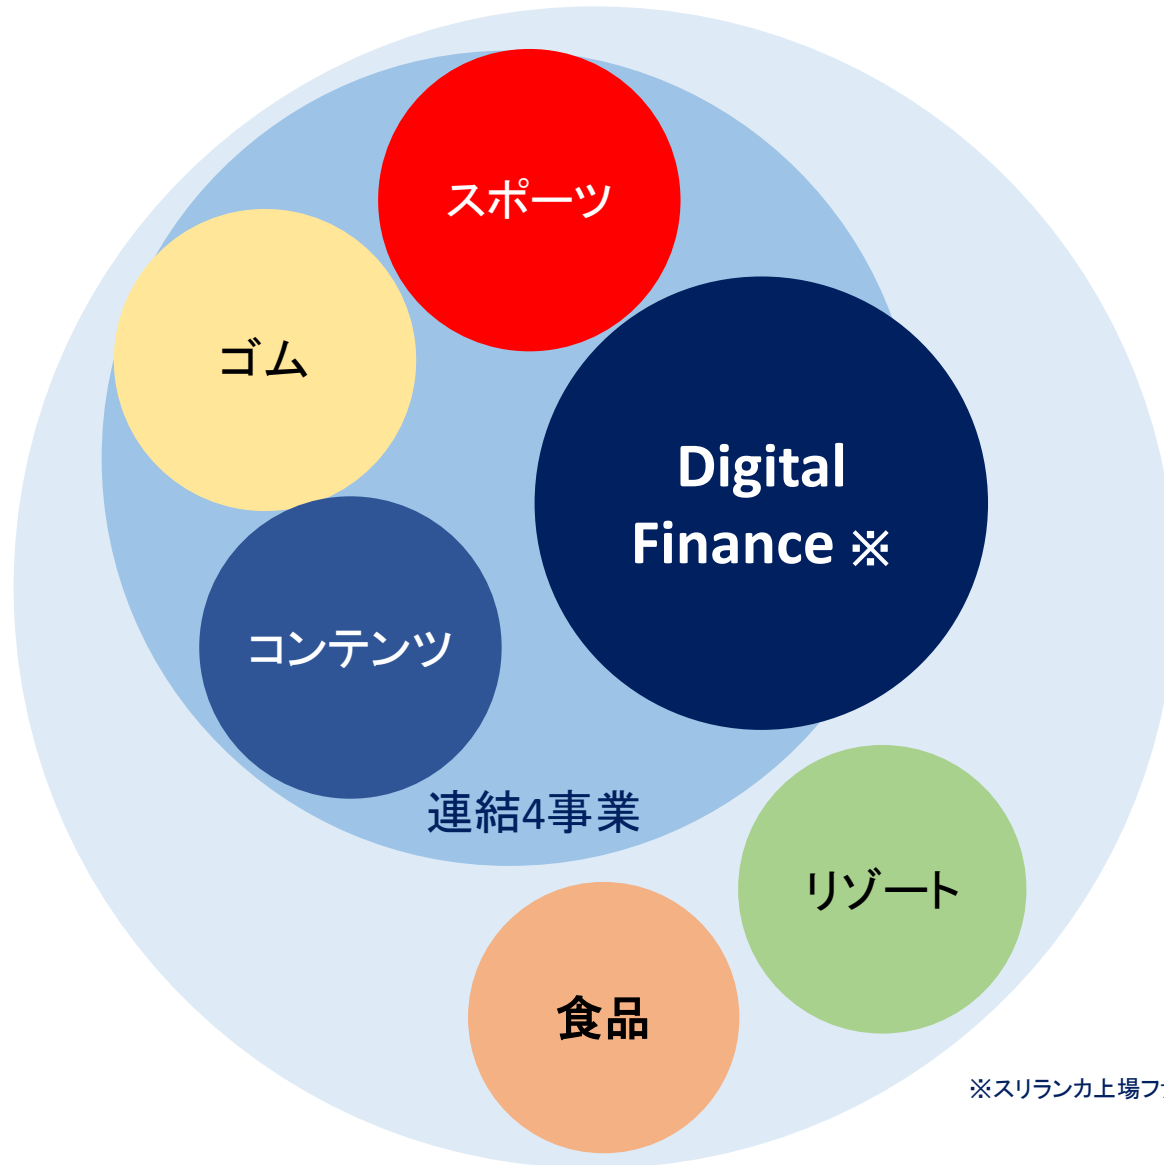 スポーツ
ゴム
Digital
Finance ※
コンテンツ
連結4事業
リゾート
食品
※スリランカ上場フ